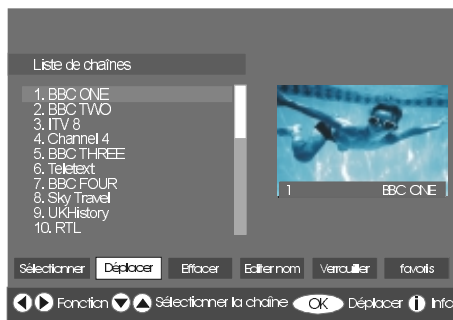 Liste de chaînes
1. BBC ONE
2. BBC TWO
3. ITV 8
4. Channel 4
5. BBC THREE
6. Teletext
7. BBC FOUR
8. Sky Travel
9. UKHistory
10. RTL
1 BBC ONE
Sélectionner Déplacer Effacer Editer nom Verrouiller favoris
Fonction Sélectionner la chaîne OK Déplacer i Info